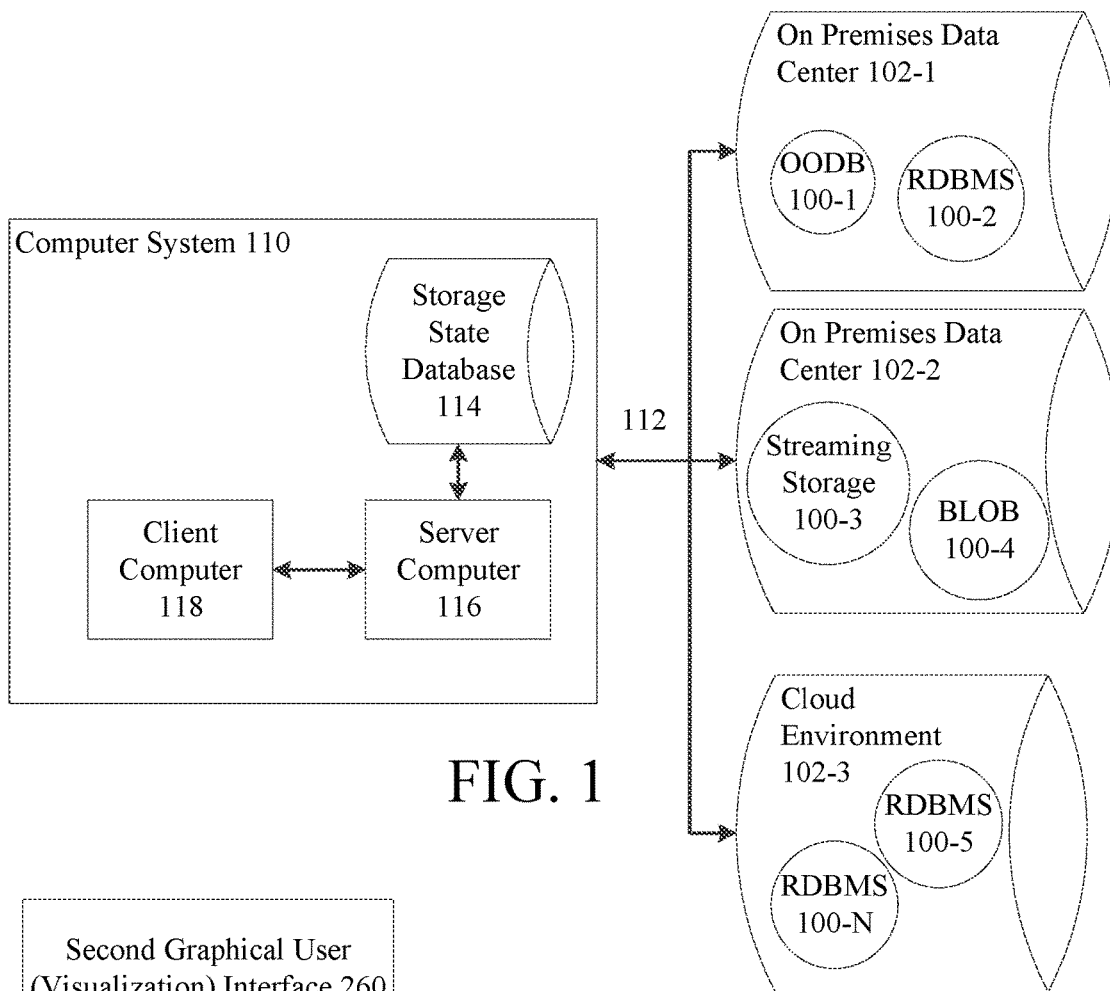 On Premises Data
Center 102-1
OODB
100-1
RDBMS
100-2
Computer System 110
Storage
State
Database
114
112
Client
Computer
118
Server
Computer
116
On Premises Data
Center 102-2
Streaming
Storage
100-3
BLOB
100-4
FIG. 1
Cloud
Environment
102-3
RDBMS
100-5
RDBMS
100-N
Second Graphical User
(Visualization) Interface 260